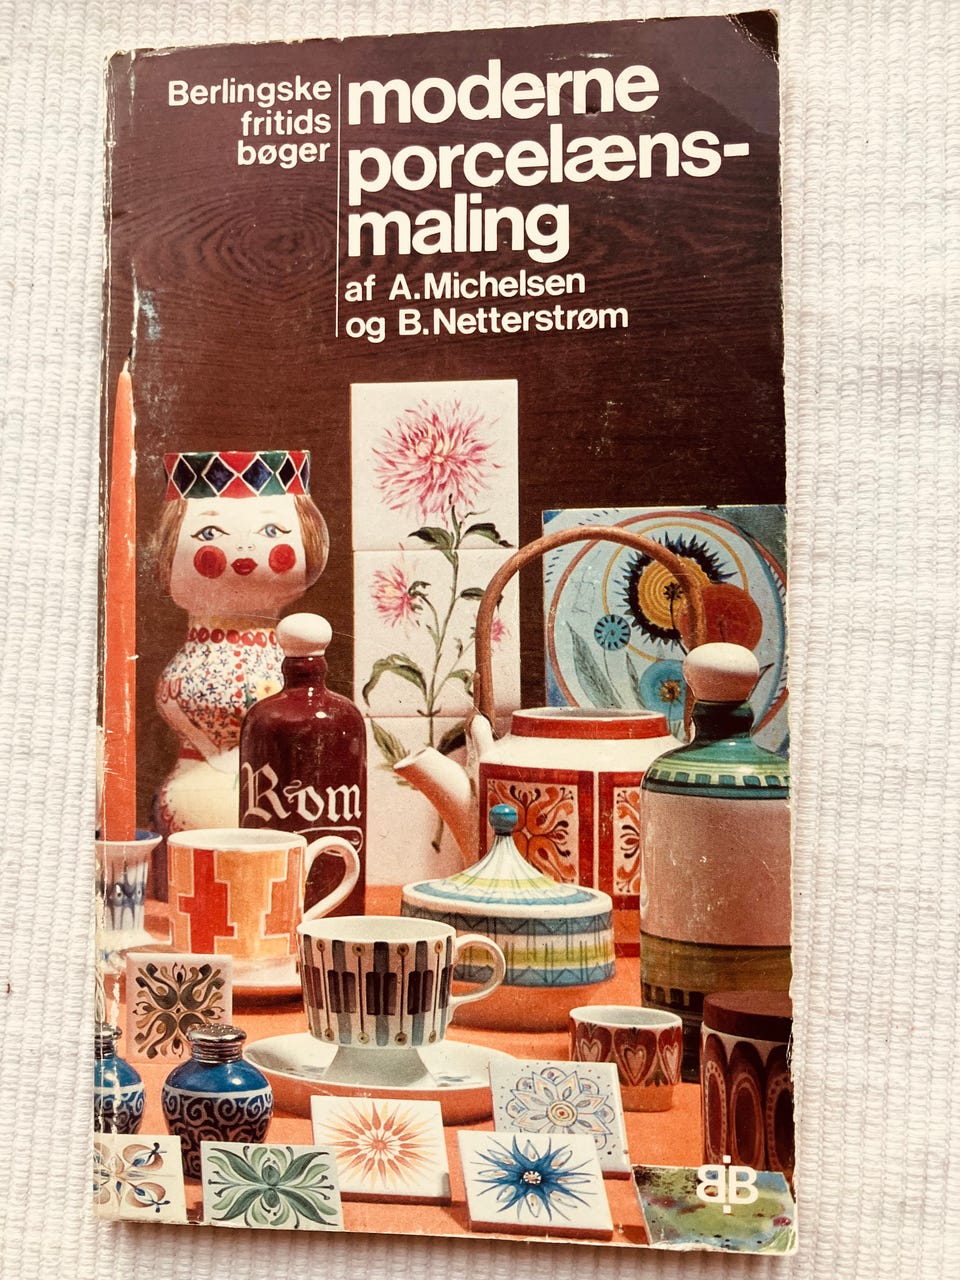 Berlingske
fritids
bøger
moderne
porcelæns-
maling
af A. Michelsen
og B. Netterstrøm
Rom
BB